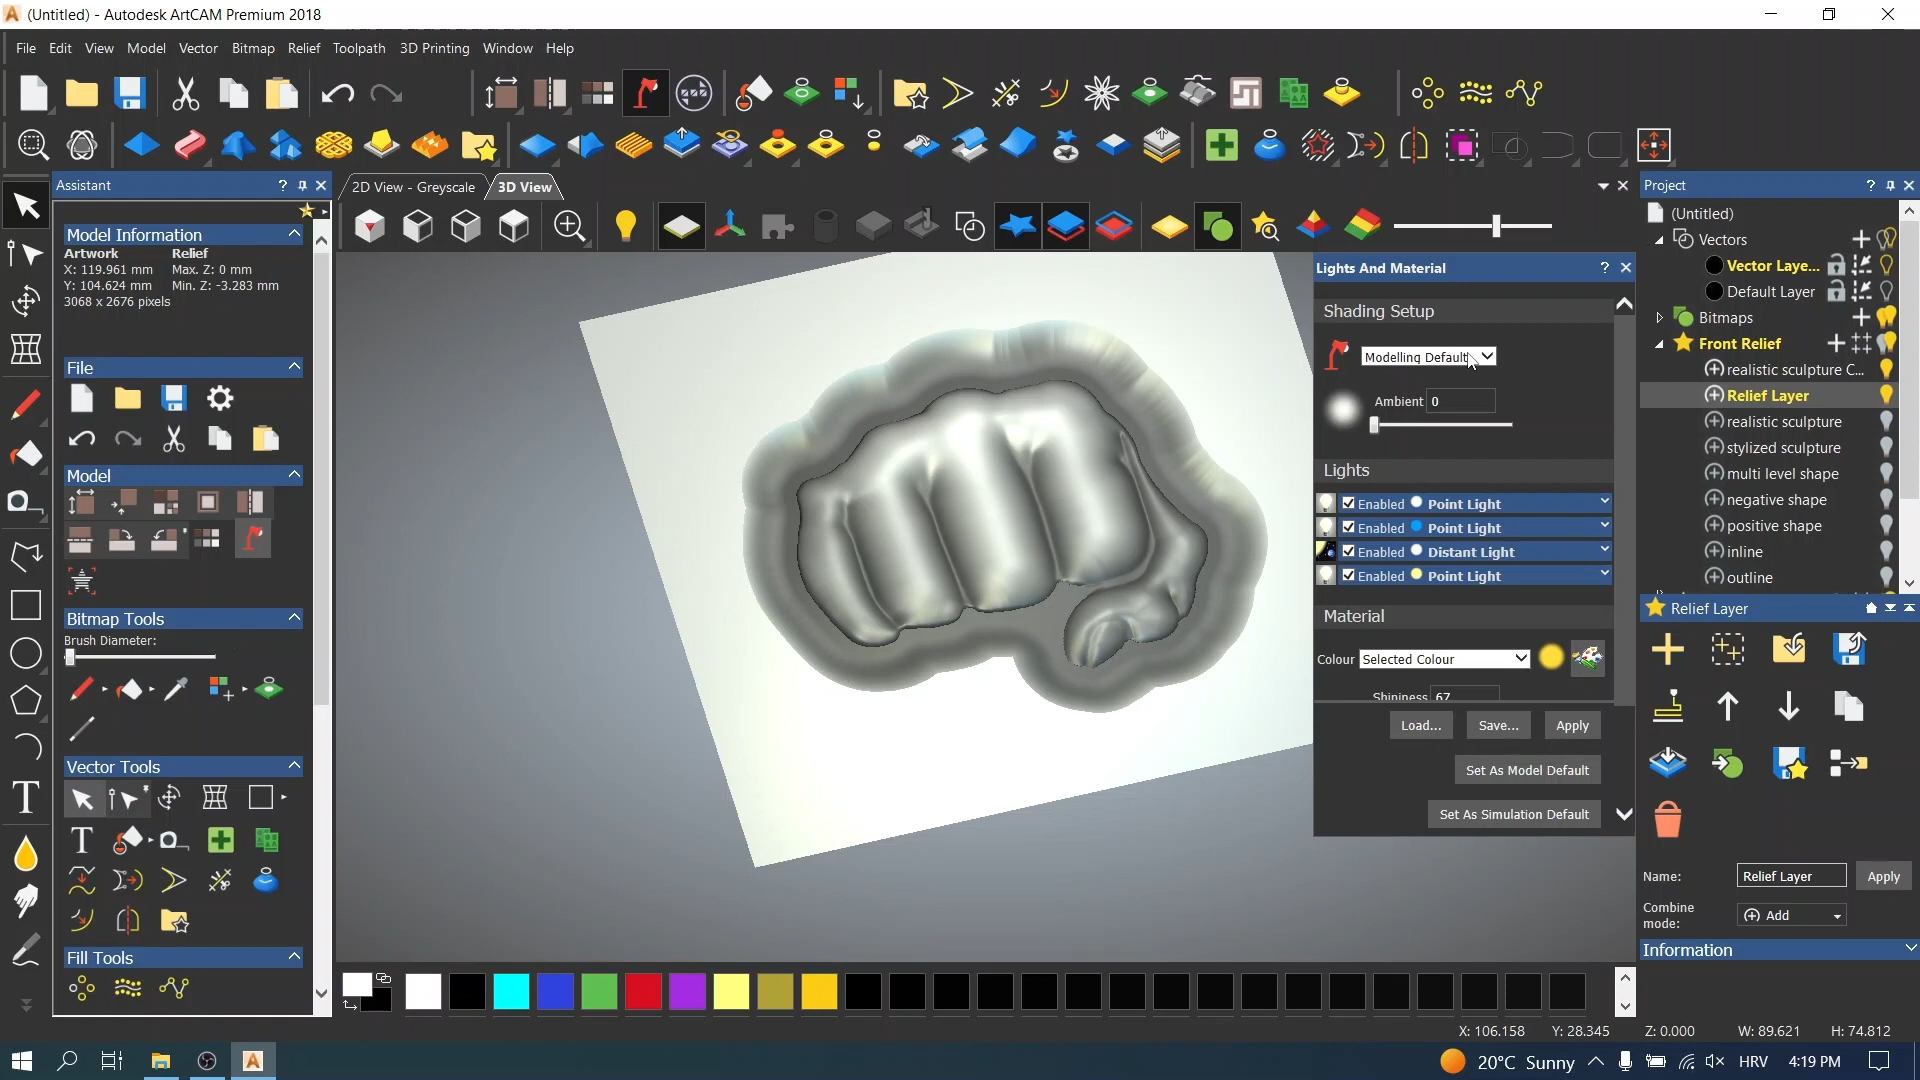 (Untitled) - Autodesk ArtCAM Premium 2018
File Edit View Model Vector Bitmap Relief Toolpath 3D Printing Window Help
Assistant
?
Model Information
Artwork Relief
X: 119.961 mm Max. Z: 0 mm
Y: 104.624 mm Min. Z: -3.283 mm
3068 x 2676 pixels
File
Model
Bitmap Tools
Brush Diameter:
Vector Tools
Fill Tools
2D View - Greyscale 3D View
Lights And Material ?
Shading Setup
Modelling Default
Ambient 0
Lights
Enabled Point Light
Enabled Point Light
Enabled Distant Light
Enabled Point Light
Material
Colour Selected Colour
Shininess 67
Load... Save... Apply
Set As Model Default
Set As Simulation Default
Project ?
(Untitled)
Vectors
Vector Laye...
Default Layer
Bitmaps
Front Relief
realistic sculpture C...
Relief Layer
realistic sculpture
stylized sculpture
multi level shape
negative shape
positive shape
inline
outline
Relief Layer
Name: Relief Layer Apply
Combine mode: Add
Information
X: 106.158 Y: 28.345 Z: 0.000 W: 89.621 H: 74.812
20°C Sunny HRV 4:19 PM